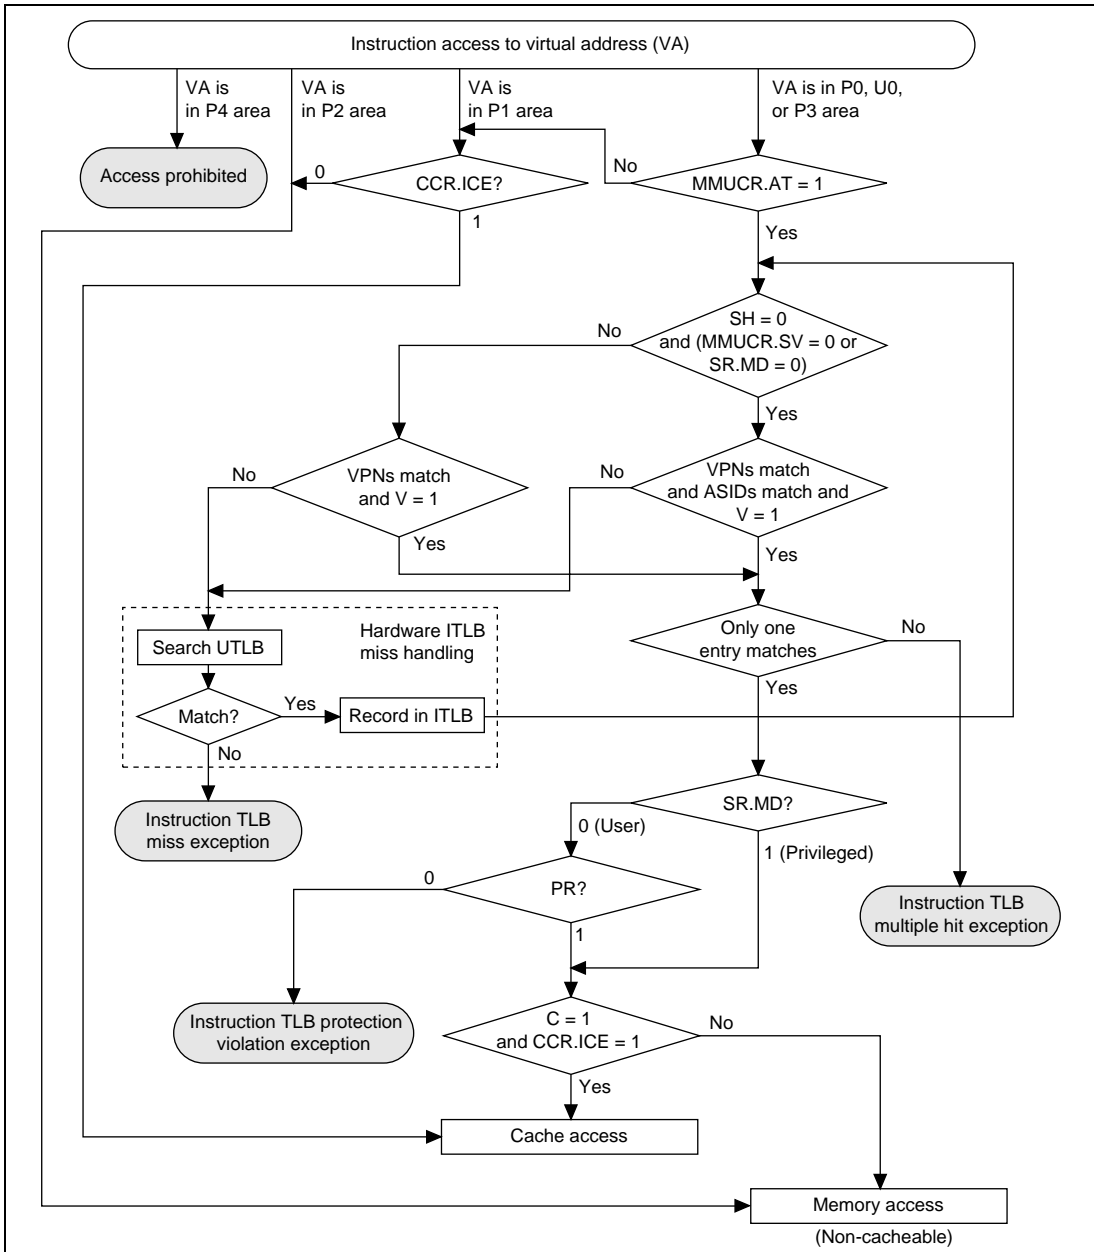 Instruction access to virtual address (VA)
VA is
in P4 area
VA is
in P2 area
VA is
in P1 area
VA is in P0, U0,
or P3 area
Access prohibited
0
CCR.ICE?
1
No
MMUCR.AT = 1
Yes
SH = 0
and (MMUCR.SV = 0 or
SR.MD = 0)
No
Yes
No
VPNs match
and V = 1
Yes
No
VPNs match
and ASIDs match and
V = 1
Yes
Hardware ITLB
miss handling
Search UTLB
Only one
entry matches
No
Yes
Match?
Yes
Record in ITLB
No
Instruction TLB
miss exception
SR.MD?
0 (User)
1 (Privileged)
0
PR?
1
Instruction TLB
multiple hit exception
Instruction TLB protection
violation exception
C = 1
and CCR.ICE = 1
No
Yes
Cache access
Memory access
(Non-cacheable)